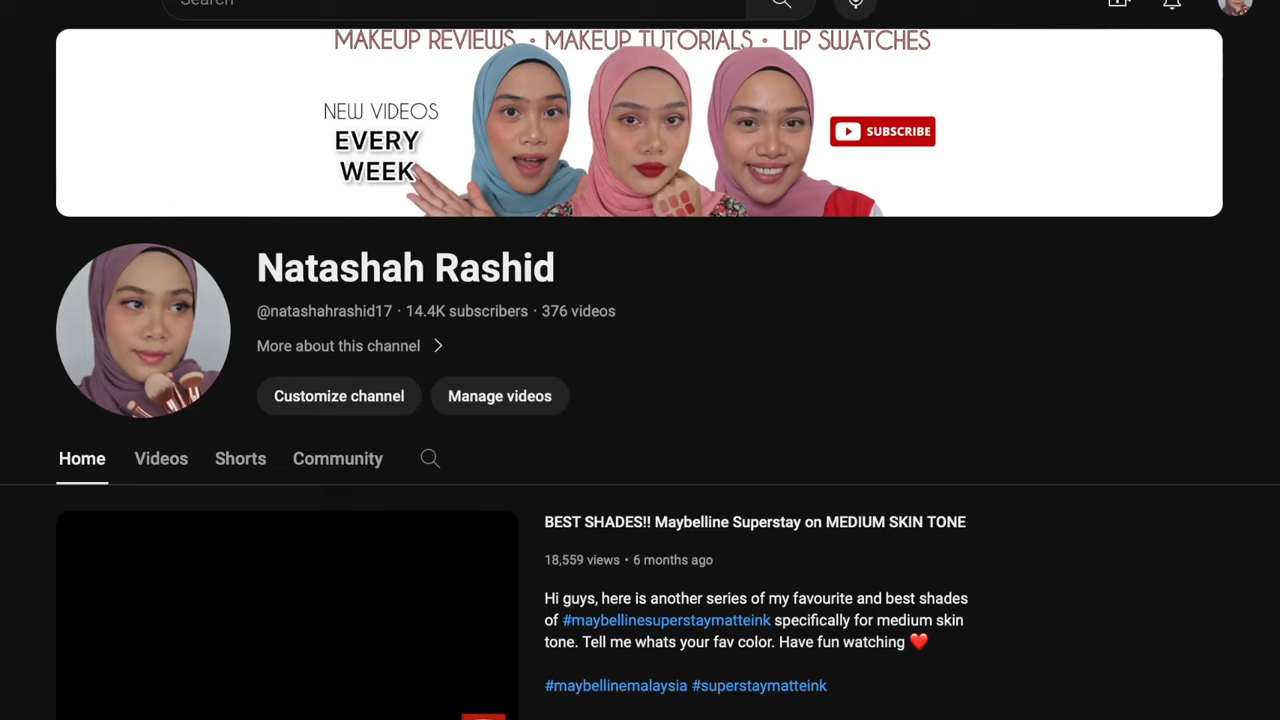 Search
MAKEUP REVIEWS • MAKEUP TUTORIALS • LIP SWATCHES
NEW VIDEOS
EVERY
WEEK
SUBSCRIBE
Natashah Rashid
@natashahrashid17 · 14.4K subscribers · 376 videos
More about this channel
Customize channel
Manage videos
Home
Videos
Shorts
Community
BEST SHADES!! Maybelline Superstay on MEDIUM SKIN TONE
18,559 views • 6 months ago
Hi guys, here is another series of my favourite and best shades
of #maybellinesuperstaymatteink specifically for medium skin
tone. Tell me whats your fav color. Have fun watching ❤️
#maybellinemalaysia #superstaymatteink